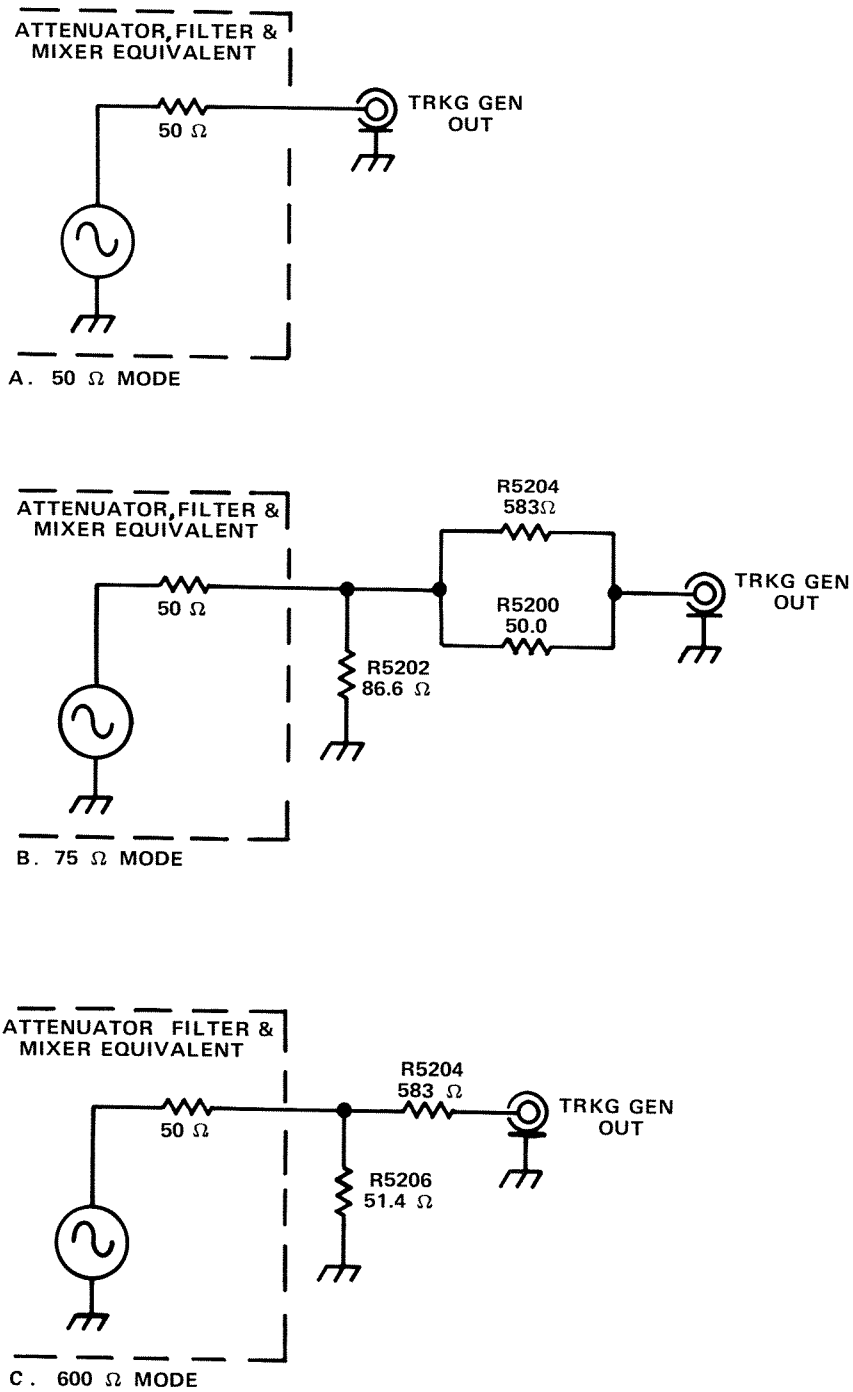 ATTENUATOR, FILTER &
MIXER EQUIVALENT
50 Ω
TRKG GEN
OUT
A. 50 Ω MODE
ATTENUATOR, FILTER &
MIXER EQUIVALENT
50 Ω
R5202
86.6 Ω
R5204
583Ω
R5200
50.0
TRKG GEN
OUT
B. 75 Ω MODE
ATTENUATOR FILTER &
MIXER EQUIVALENT
50 Ω
R5204
583 Ω
R5206
51.4 Ω
TRKG GEN
OUT
C. 600 Ω MODE